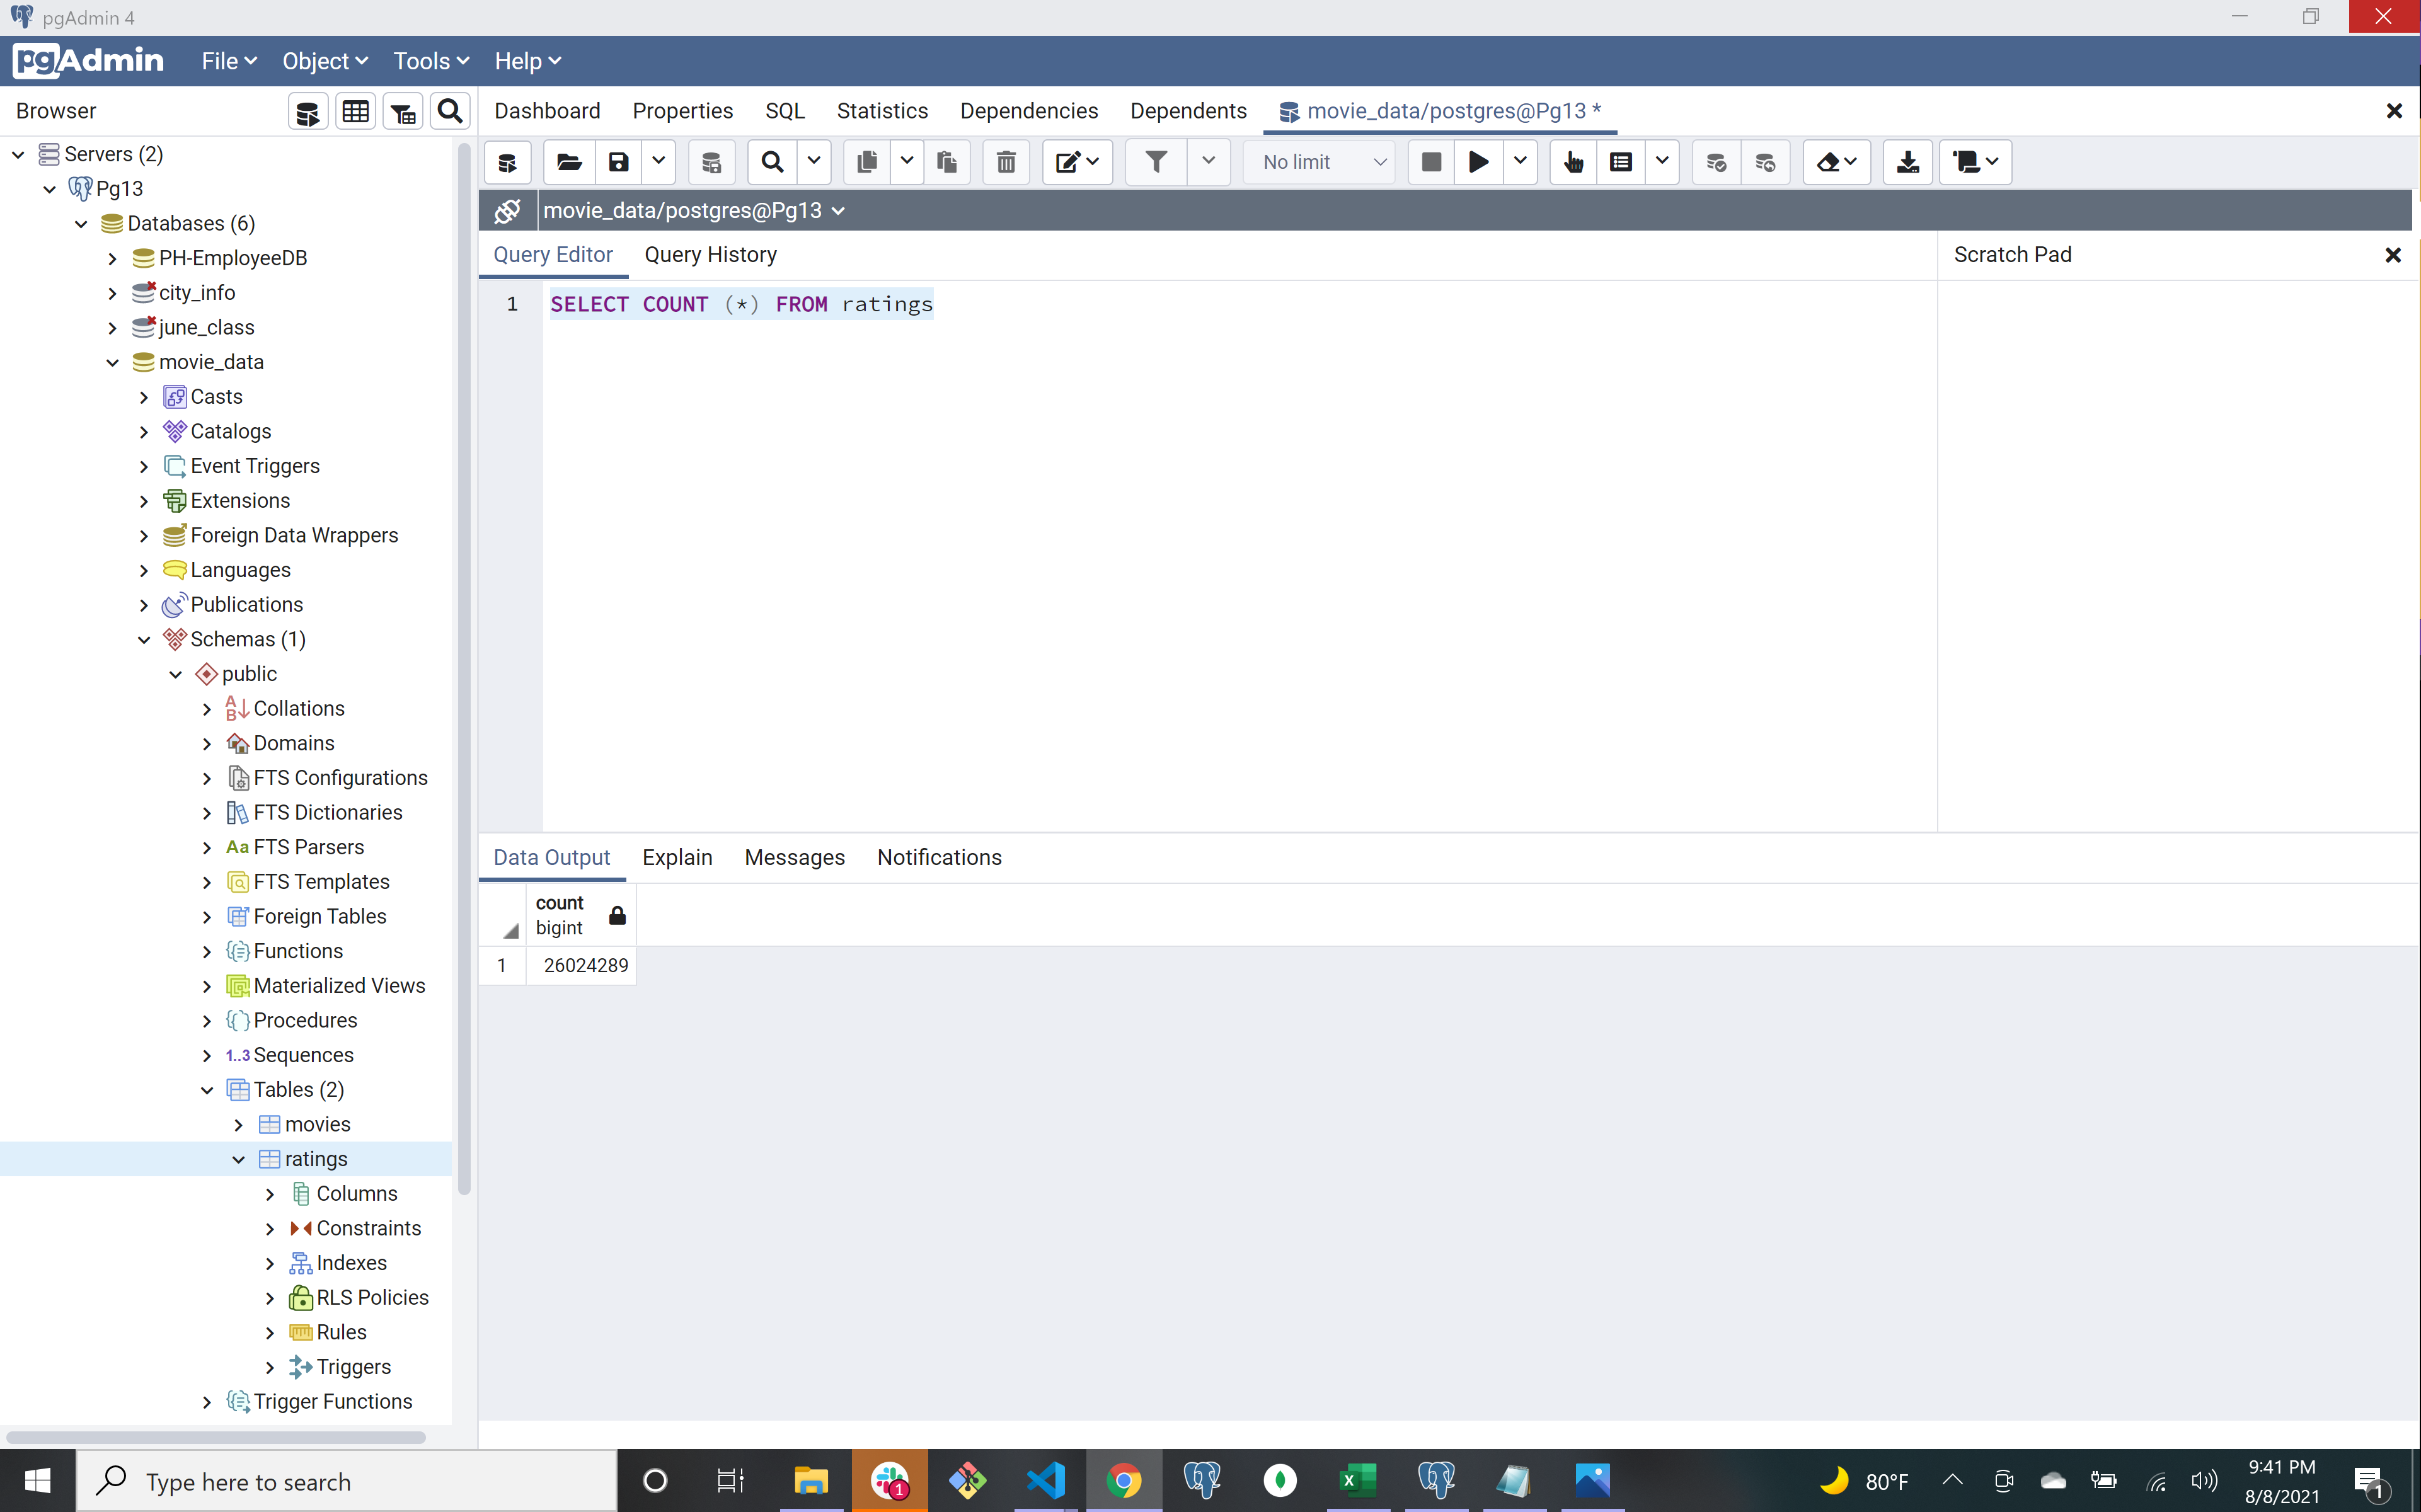 pgAdmin 4
pgAdmin File Object Tools Help
Browser
Dashboard Properties SQL Statistics Dependencies Dependents movie_data/postgres@Pg13 *
No limit
movie_data/postgres@Pg13
Query Editor Query History
Scratch Pad
1 SELECT COUNT (*) FROM ratings
Servers (2)
Pg13
Databases (6)
PH-EmployeeDB
city_info
june_class
movie_data
Casts
Catalogs
Event Triggers
Extensions
Foreign Data Wrappers
Languages
Publications
Schemas (1)
public
Collations
Domains
FTS Configurations
FTS Dictionaries
Aa FTS Parsers
FTS Templates
Foreign Tables
Functions
Materialized Views
Procedures
1..3 Sequences
Tables (2)
movies
ratings
Columns
Constraints
Indexes
RLS Policies
Rules
Triggers
Trigger Functions
Data Output Explain Messages Notifications
count
bigint
1 26024289
Type here to search
1
80°F
9:41 PM
8/8/2021
1